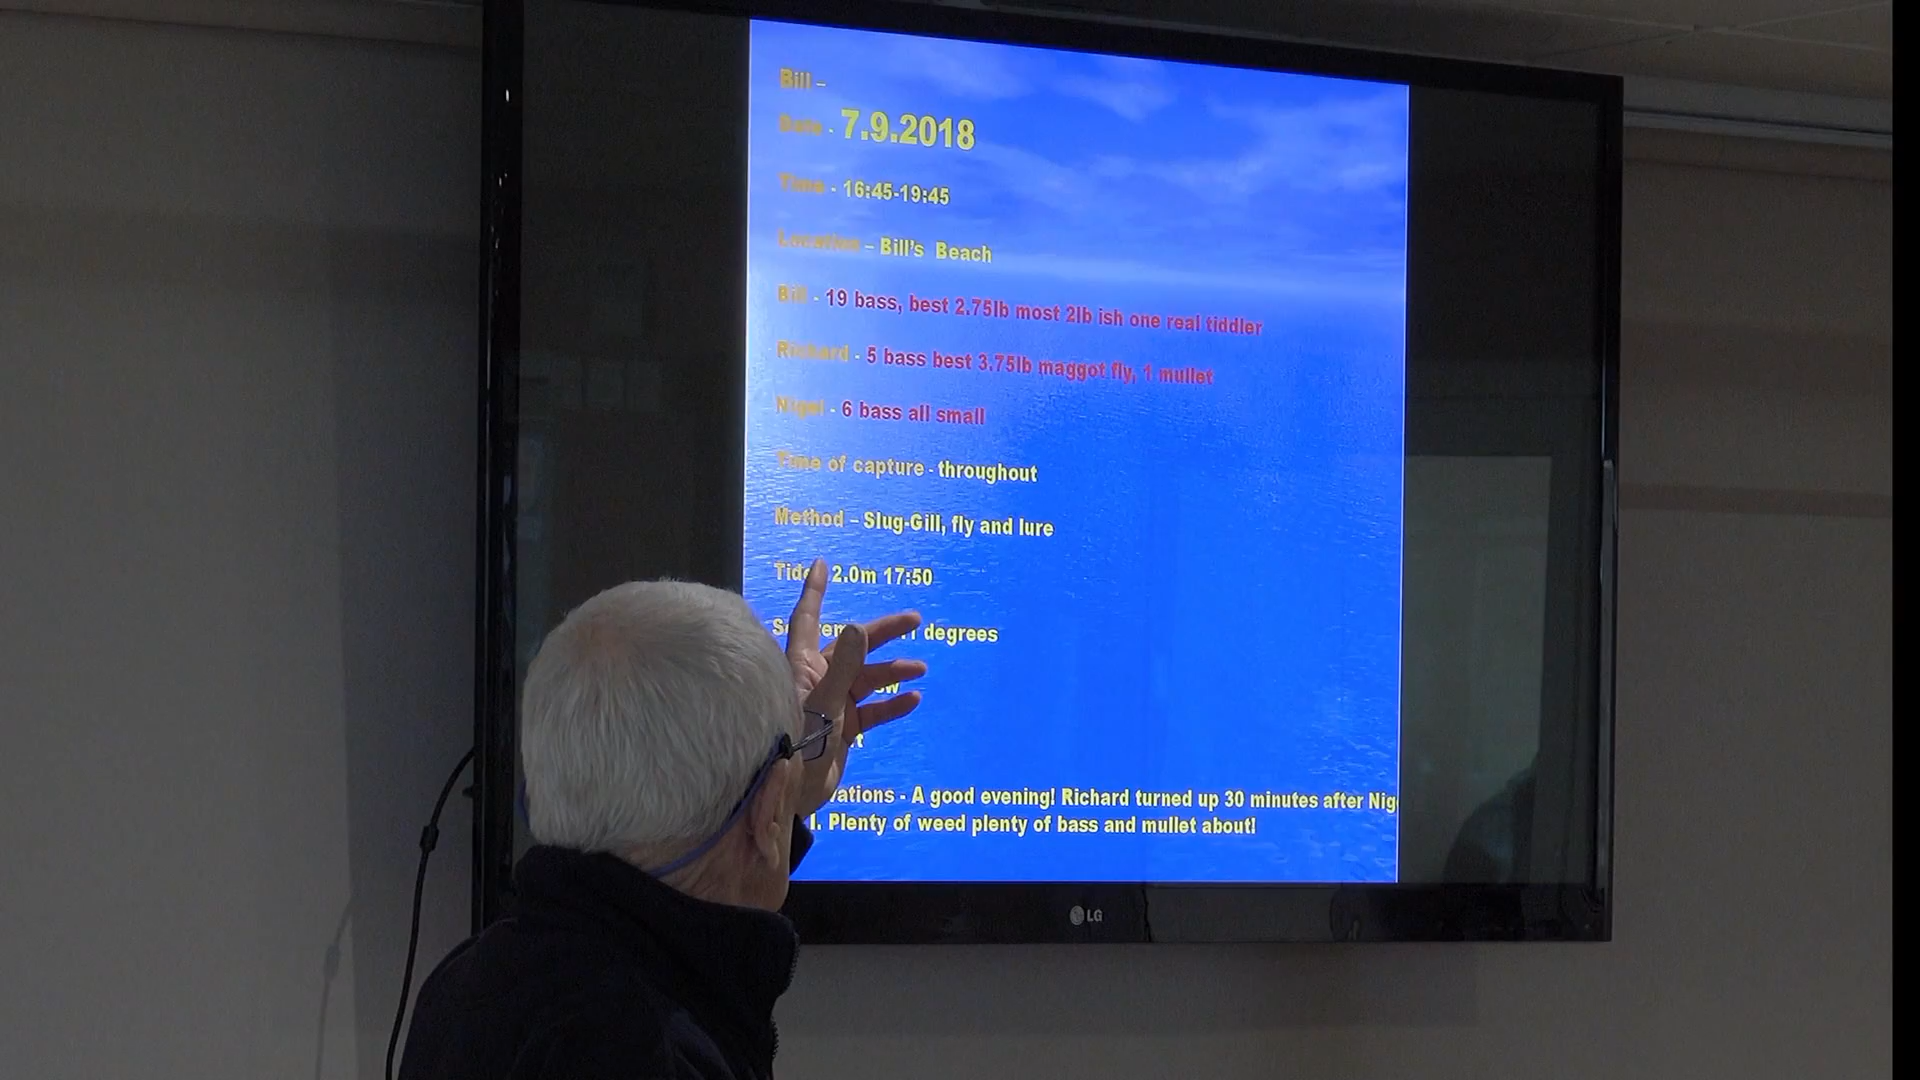 Bill –
Date - 7.9.2018
Time - 16:45-19:45
Location – Bill's Beach
Bill - 19 bass, best 2.75lb most 2lb ish one real tiddler
Richard - 5 bass best 3.75lb maggot fly, 1 mullet
Nigel - 6 bass all small
Time of capture - throughout
Method – Slug-Gill, fly and lure
Tide 2.0m 17:50
degrees
sw
vations - A good evening! Richard turned up 30 minutes after Nig
Plenty of weed plenty of bass and mullet about!
LG